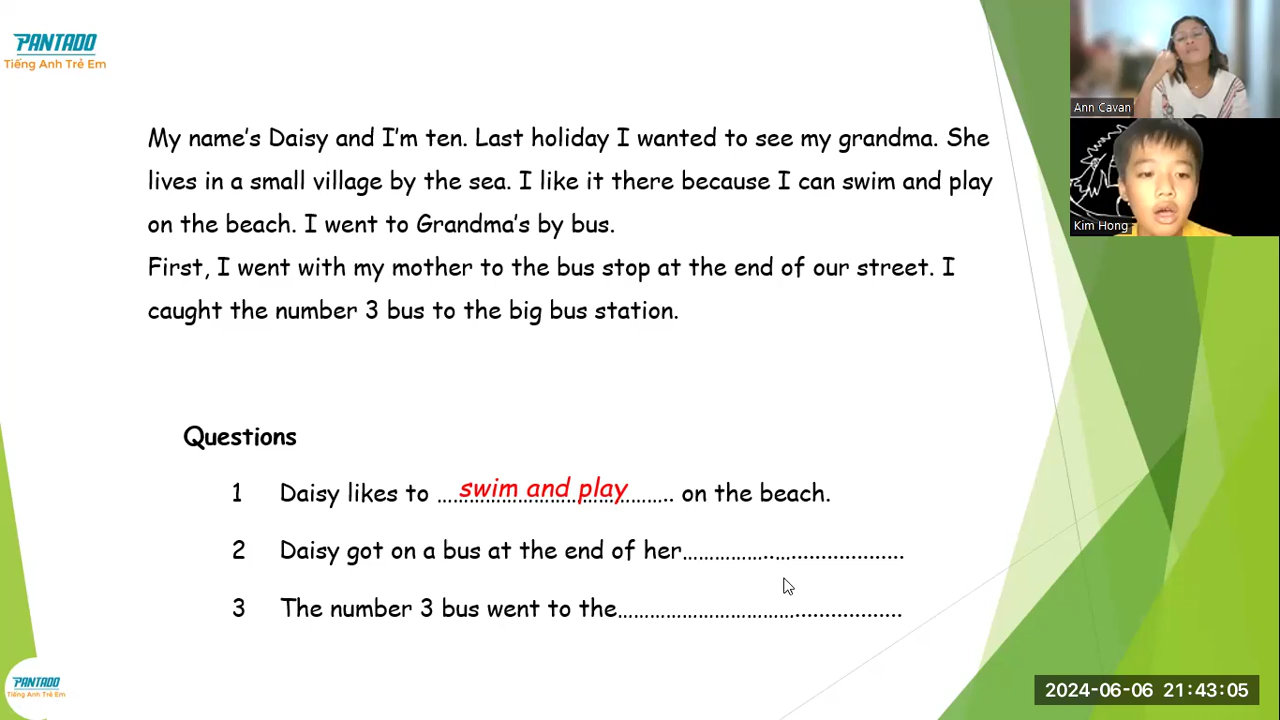 PANTADO
Tiếng Anh Trẻ Em
Ann Cavan
Kim Hong
My name's Daisy and I'm ten. Last holiday I wanted to see my grandma. She
lives in a small village by the sea. I like it there because I can swim and play
on the beach. I went to Grandma's by bus.
First, I went with my mother to the bus stop at the end of our street. I
caught the number 3 bus to the big bus station.
Questions
1 Daisy likes to ......swim and play...... on the beach.
2 Daisy got on a bus at the end of her....................................
3 The number 3 bus went to the..............................................
PANTADO
Tiếng Anh Trẻ Em
2024-06-06 21:43:05